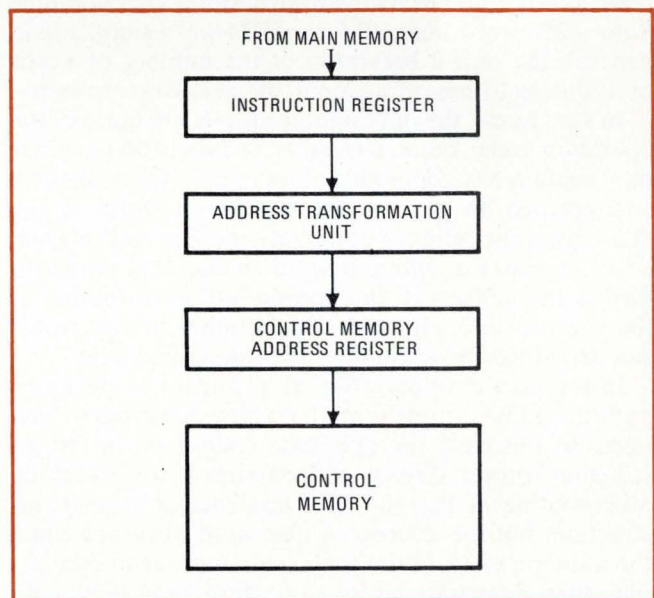 FROM MAIN MEMORY
INSTRUCTION REGISTER
ADDRESS TRANSFORMATION
UNIT
CONTROL MEMORY
ADDRESS REGISTER
CONTROL
MEMORY